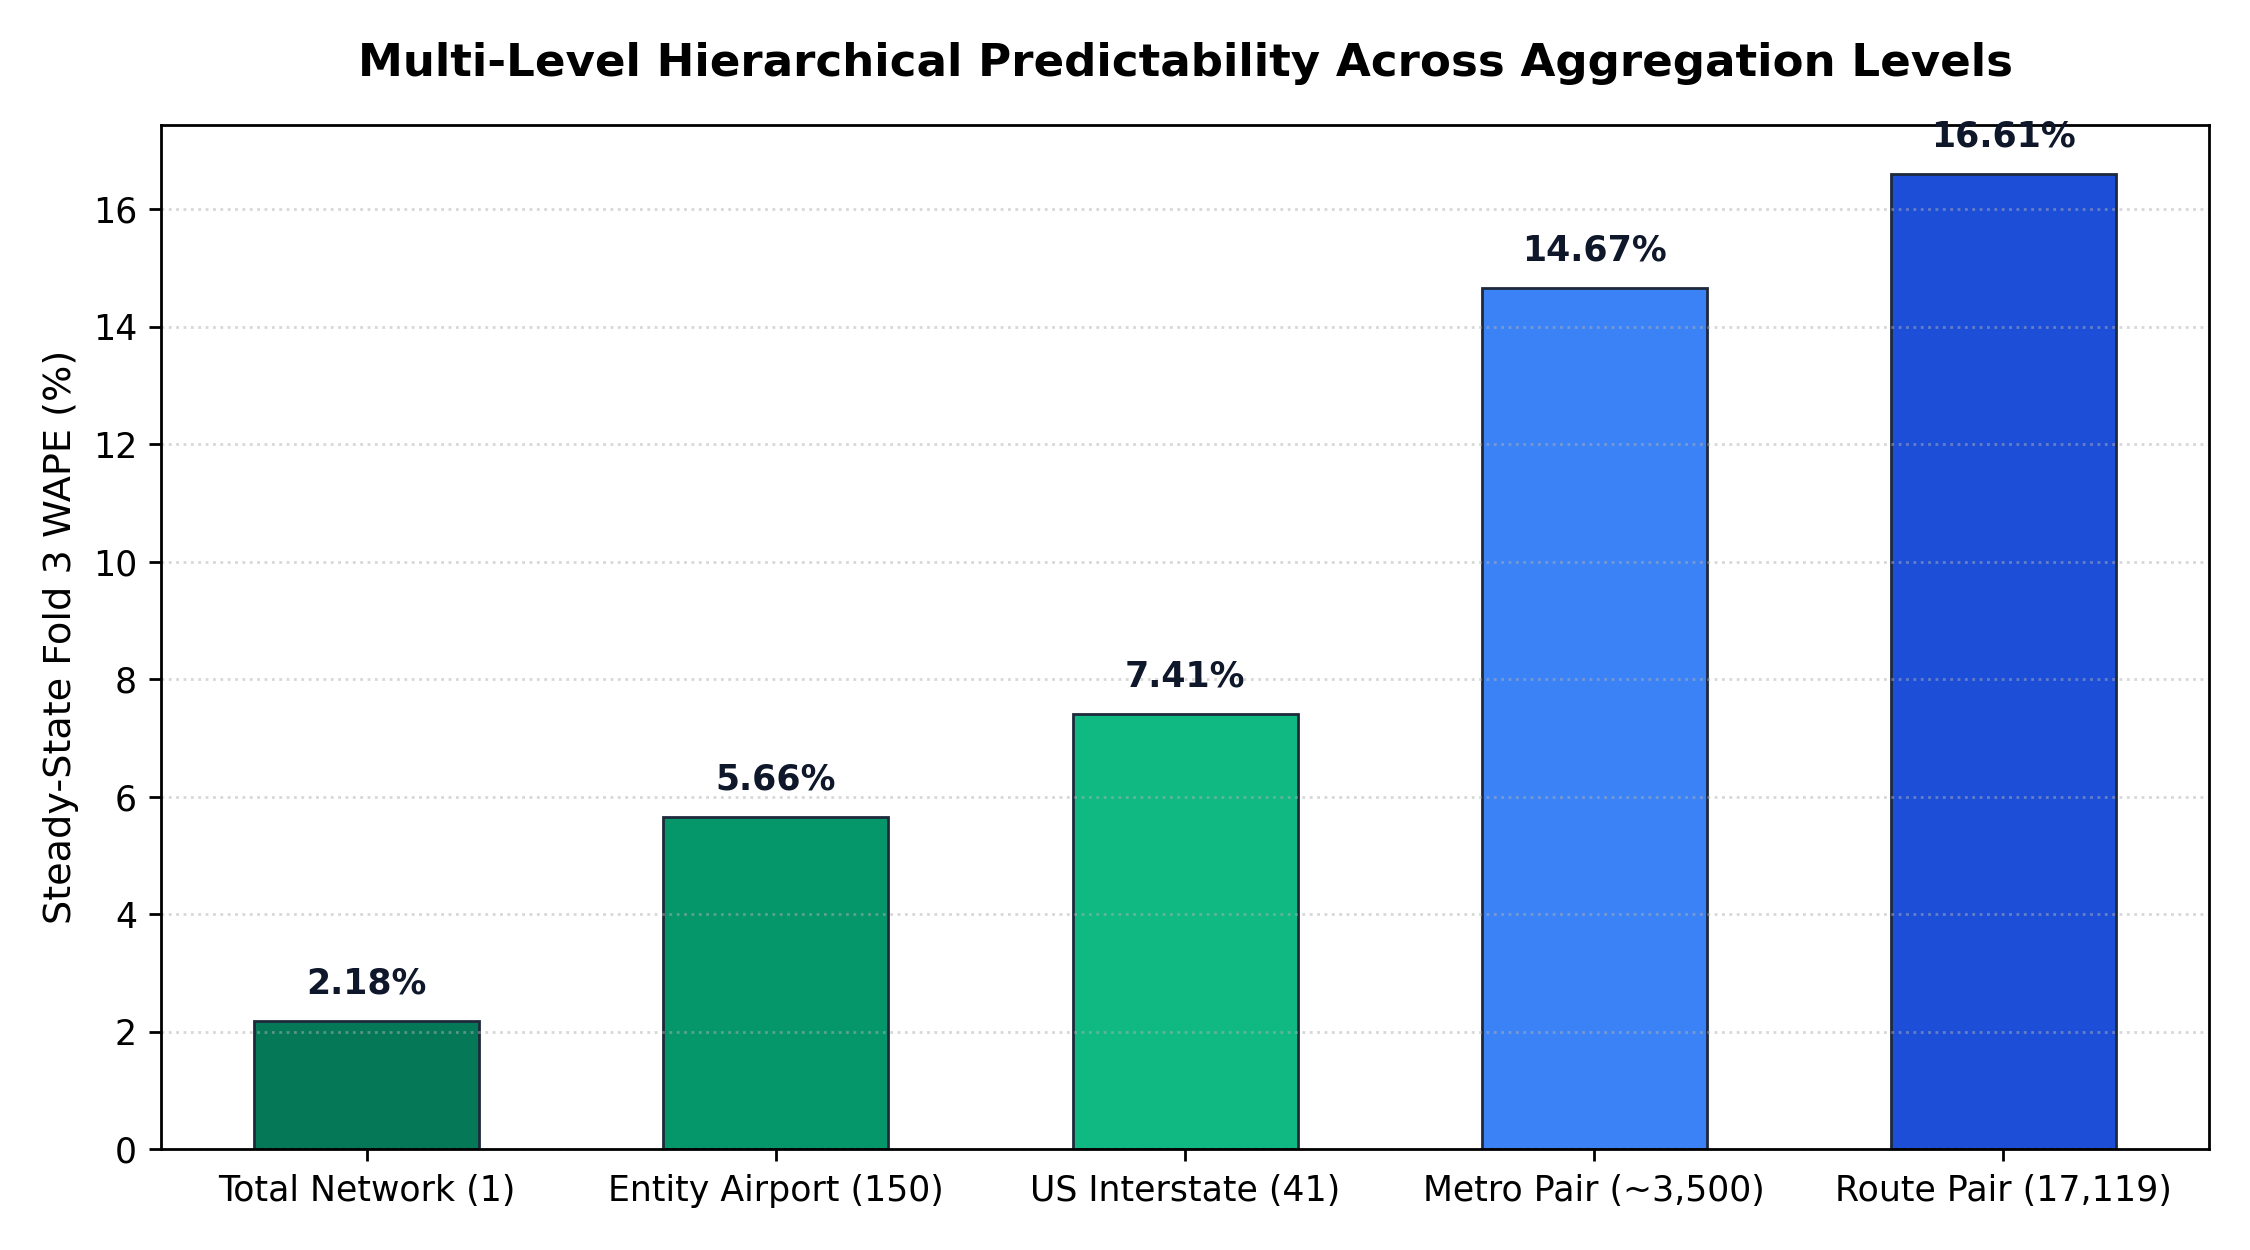 Multi-Level Hierarchical Predictability Across Aggregation Levels
Steady-State Fold 3 WAPE (%)
16
14
12
10
8
6
4
2
0
2.18%
5.66%
7.41%
14.67%
16.61%
Total Network (1)
Entity Airport (150)
US Interstate (41)
Metro Pair (~3,500)
Route Pair (17,119)